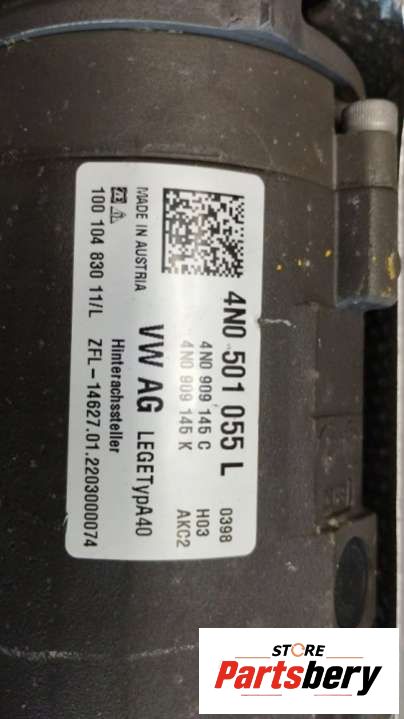 4N0 501 055 L
4N0 909 145 C H03
4N0 909 145 K AKC2
0398
MADE IN AUSTRIA
VW AG LEGETypA40
ZF
Hinterachssteller
100 104 830 11/L
ZFL-14627.01.2203000074
STORE
Partsbery